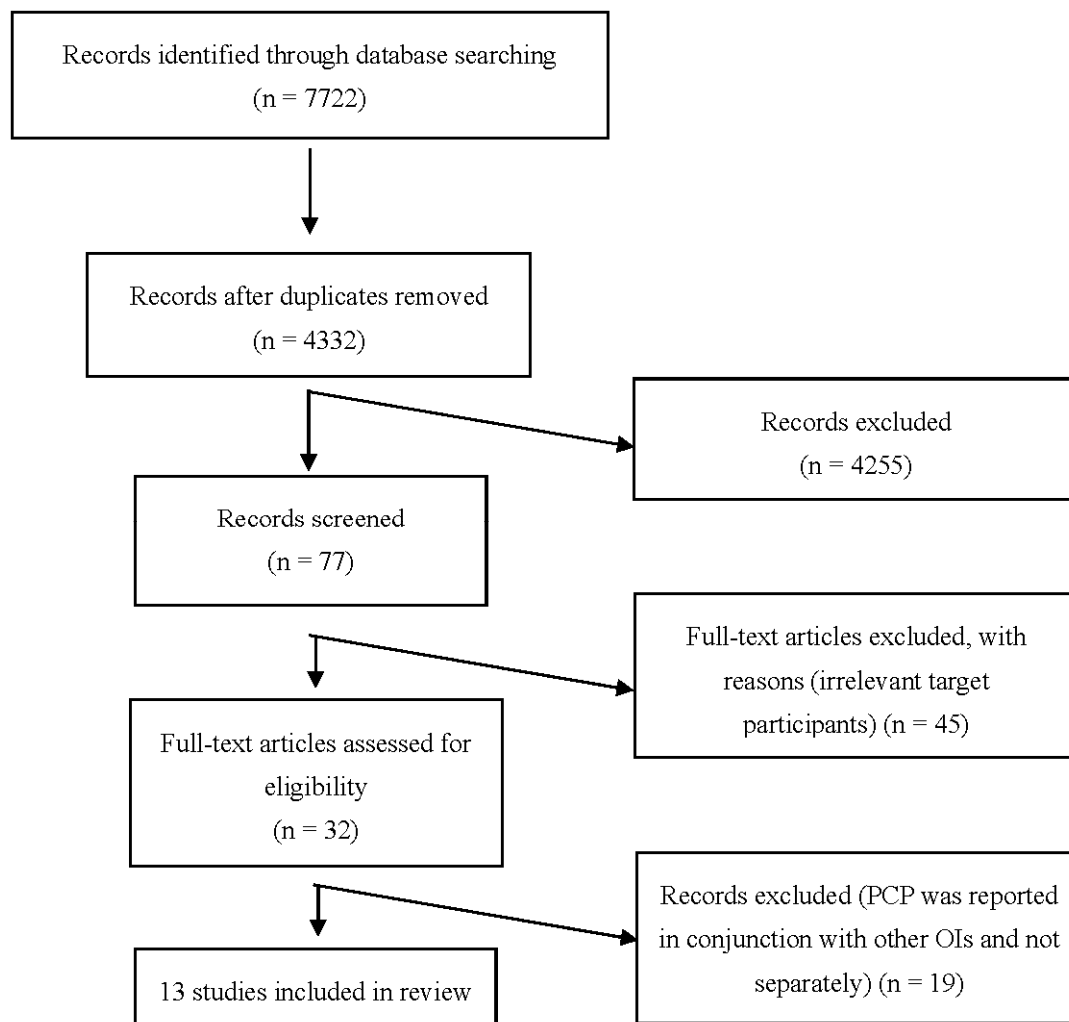 Records identified through database searching
(n = 7722)
Records after duplicates removed
(n = 4332)
Records excluded
(n = 4255)
Records screened
(n = 77)
Full-text articles excluded, with
reasons (irrelevant target
participants) (n = 45)
Full-text articles assessed for
eligibility
(n = 32)
Records excluded (PCP was reported
in conjunction with other OIs and not
separately) (n = 19)
13 studies included in review